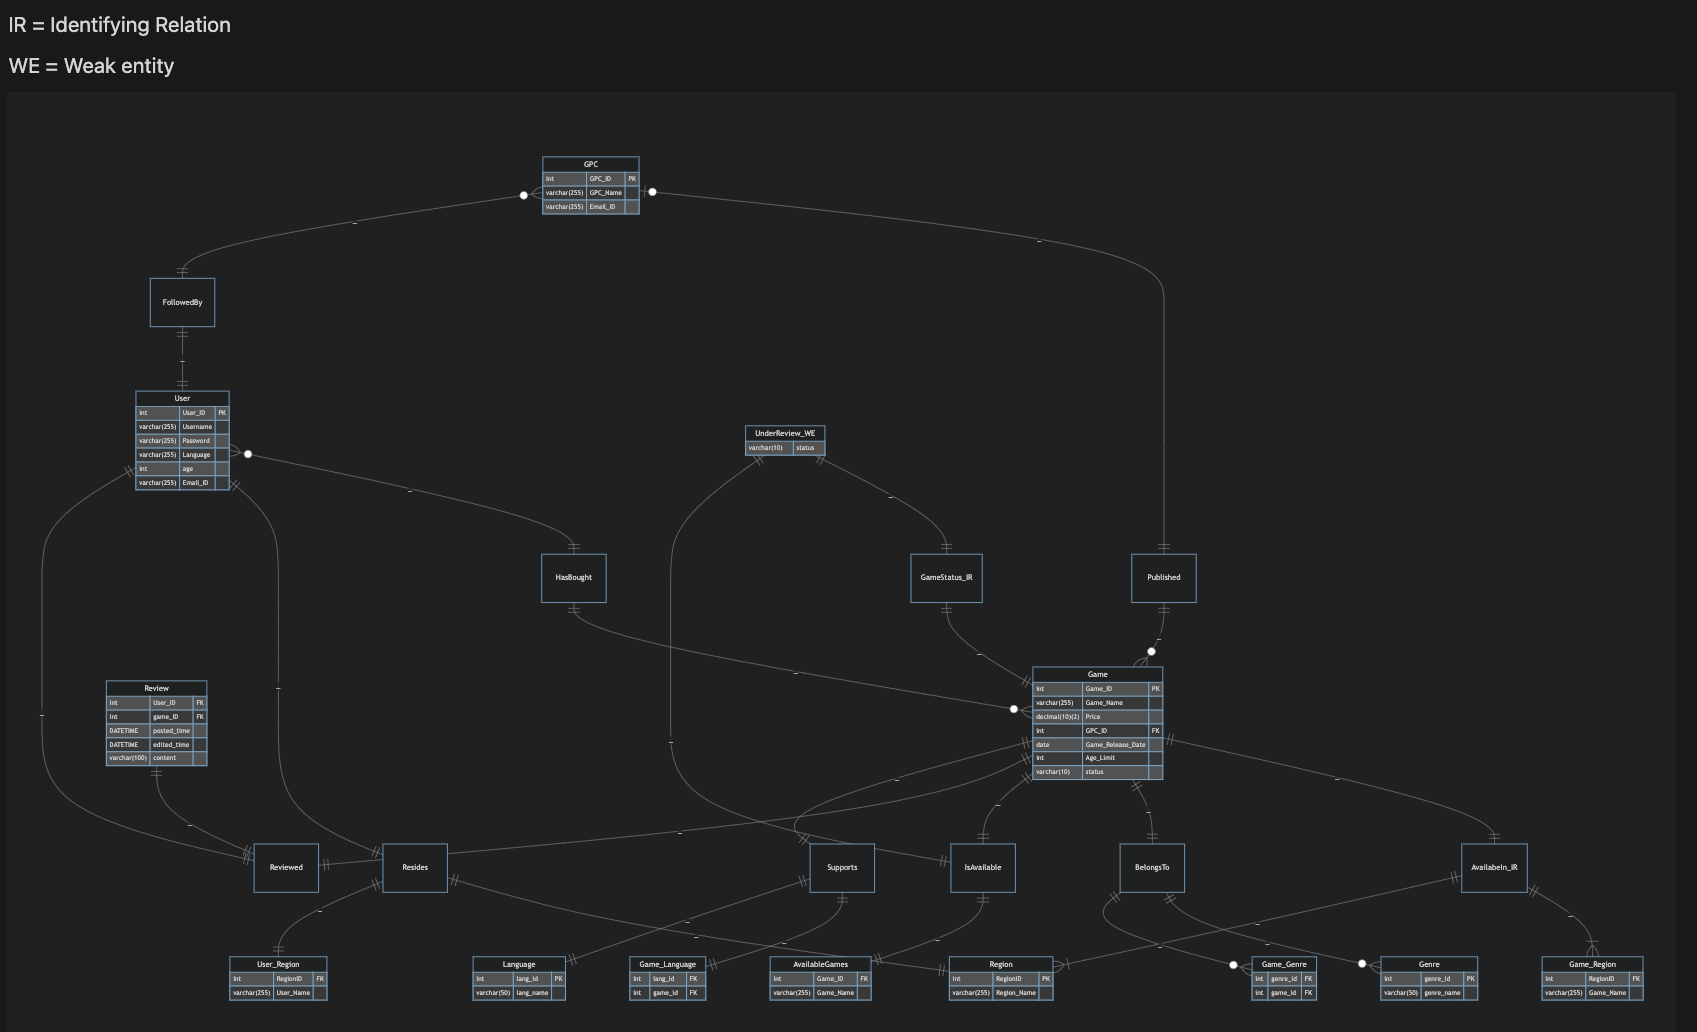 IR = Identifying Relation
WE = Weak entity
GPC
int GPC_ID PK
varchar(255) GPC_Name
varchar(255) Email_ID
FollowedBy
User
int User_ID PK
varchar(255) Username
varchar(255) Password
varchar(255) Language
int age
varchar(255) Email_ID
UnderReview_WE
varchar(10) status
HasBought
GameStatus_IR
Published
Game
int Game_ID PK
varchar(255) Game_Name
decimal(10)(2) Price
int GPC_ID FK
date Game_Release_Date
int Age_Limit
varchar(10) status
Review
int User_ID FK
int game_ID FK
DATETIME posted_time
DATETIME edited_time
varchar(100) content
Reviewed
Resides
Supports
IsAvailable
BelongsTo
AvailabeIn_IR
User_Region
int RegionID FK
varchar(255) User_Name
Language
int lang_id PK
varchar(50) lang_name
Game_Language
int lang_id FK
int game_id FK
AvailableGames
int Game_ID FK
varchar(255) Game_Name
Region
int RegionID PK
varchar(255) Region_Name
Game_Genre
int genre_id FK
int game_id FK
Genre
int genre_id PK
varchar(50) genre_name
Game_Region
int RegionID FK
varchar(255) Game_Name